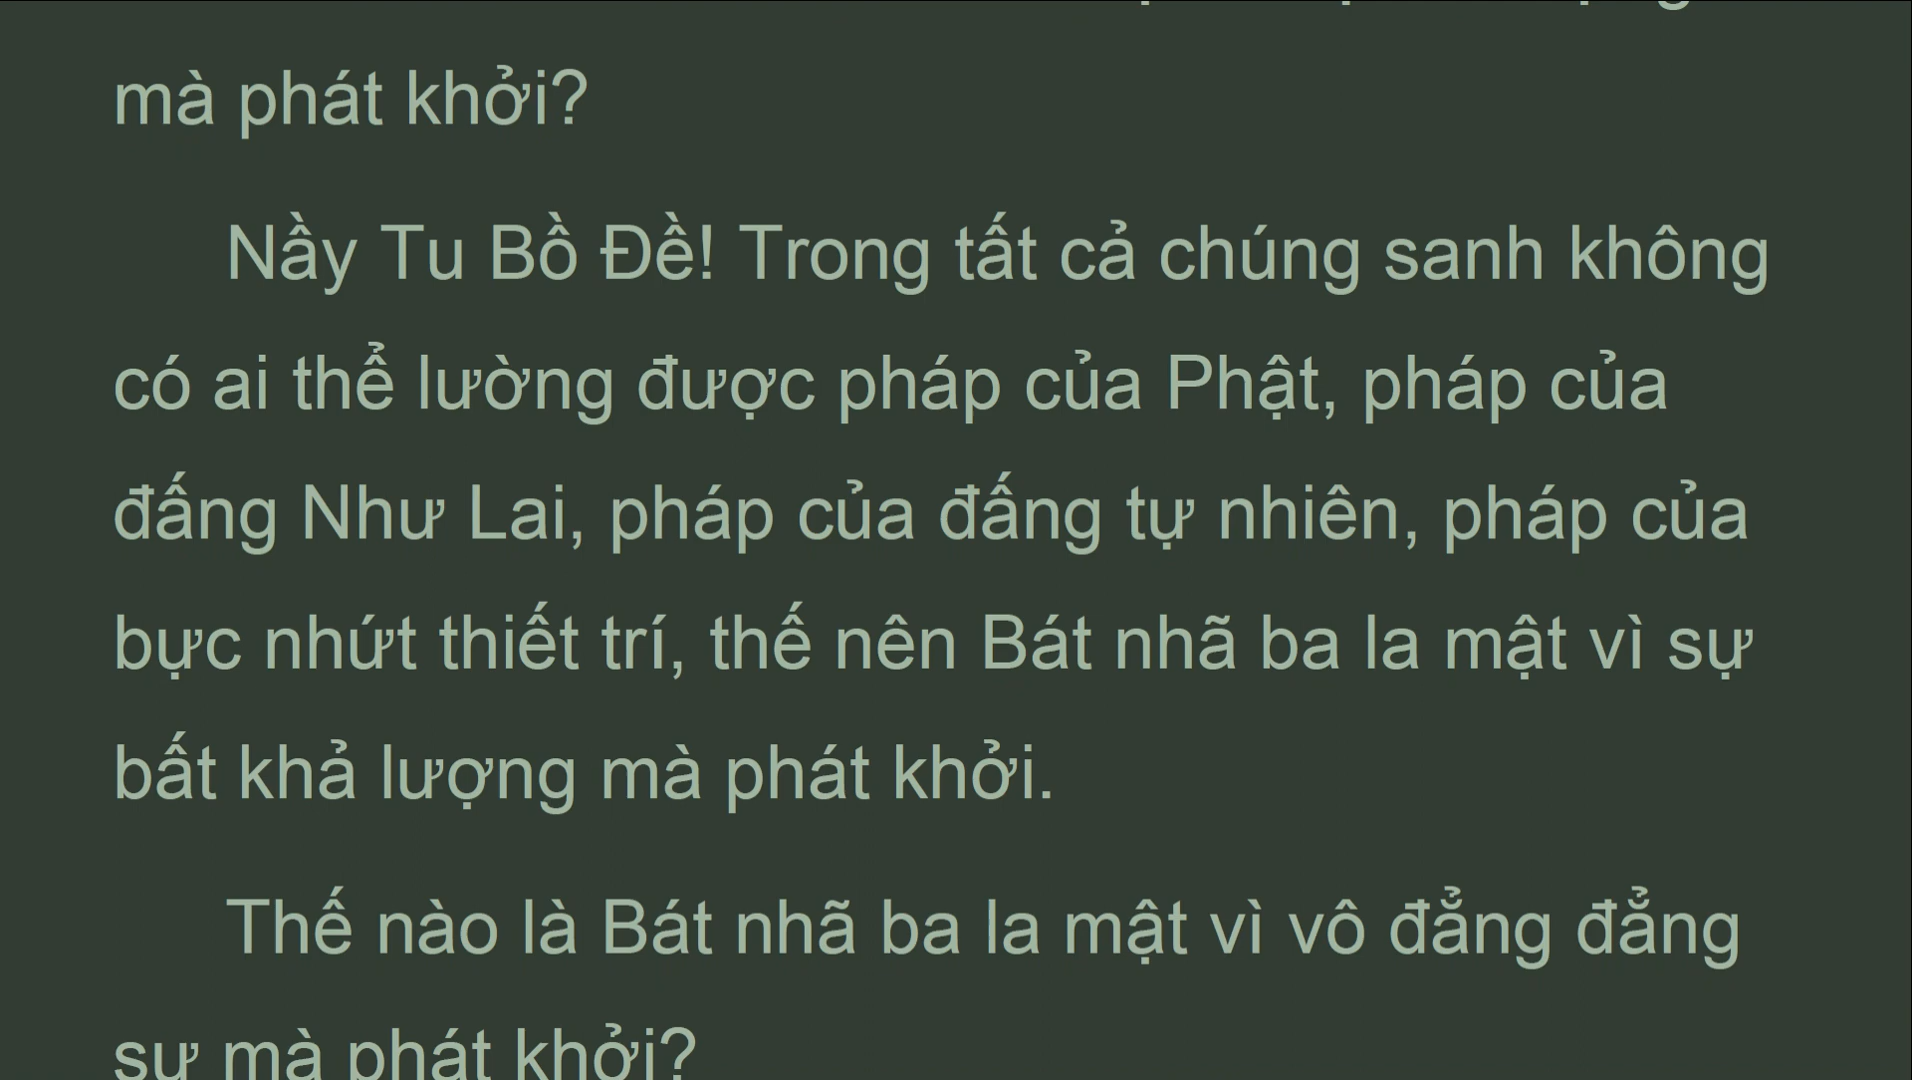 mà phát khởi?
Nầy Tu Bồ Đề! Trong tất cả chúng sanh không
có ai thể lường được pháp của Phật, pháp của
đấng Như Lai, pháp của đấng tự nhiên, pháp của
bực nhứt thiết trí, thế nên Bát nhã ba la mật vì sự
bất khả lượng mà phát khởi.
Thế nào là Bát nhã ba la mật vì vô đẳng đẳng
sự mà phát khởi?